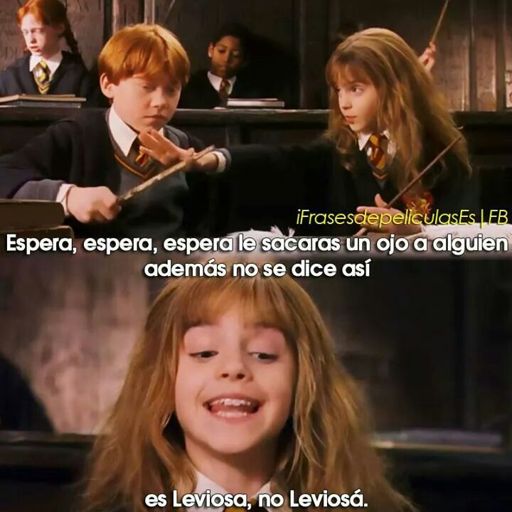 iFrasesdepeliculasEs|FB
Espera, espera, espera le sacaras un ojo a alguien
además no se dice así
es Leviosa, no Leviosá.